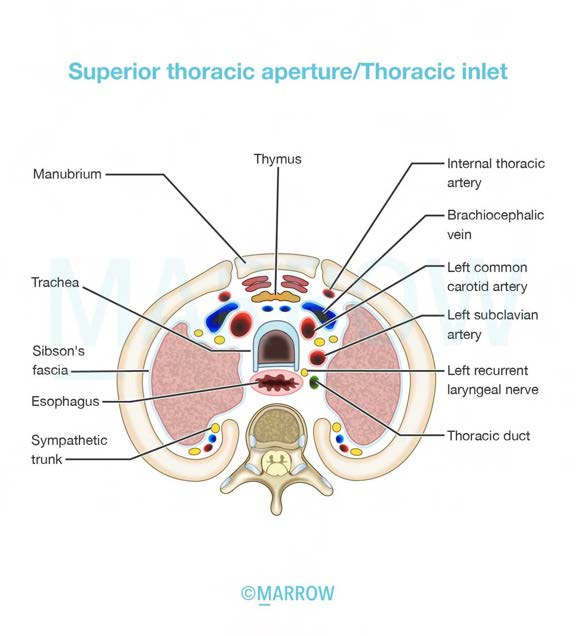 Superior thoracic aperture/Thoracic inlet
Thymus
Manubrium
Internal thoracic
artery
Brachiocephalic
vein
Trachea
Left common
carotid artery
Left subclavian
artery
Sibson's
fascia
Left recurrent
laryngeal nerve
Esophagus
Sympathetic
trunk
Thoracic duct
MARROW
©MARROW